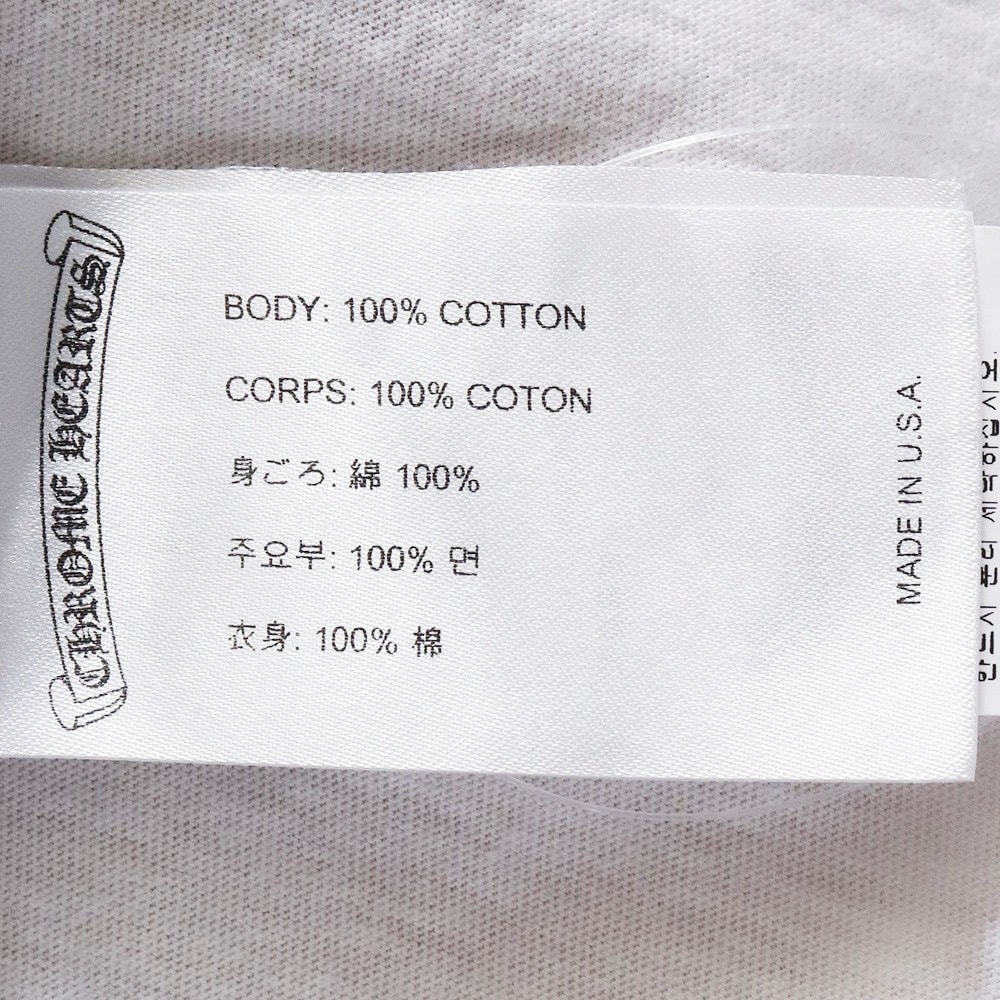 CHROME HEARTS
BODY: 100% COTTON
CORPS: 100% COTON
身ごろ: 綿 100%
주요부: 100% 면
衣身: 100% 棉
MADE IN U.S.A.